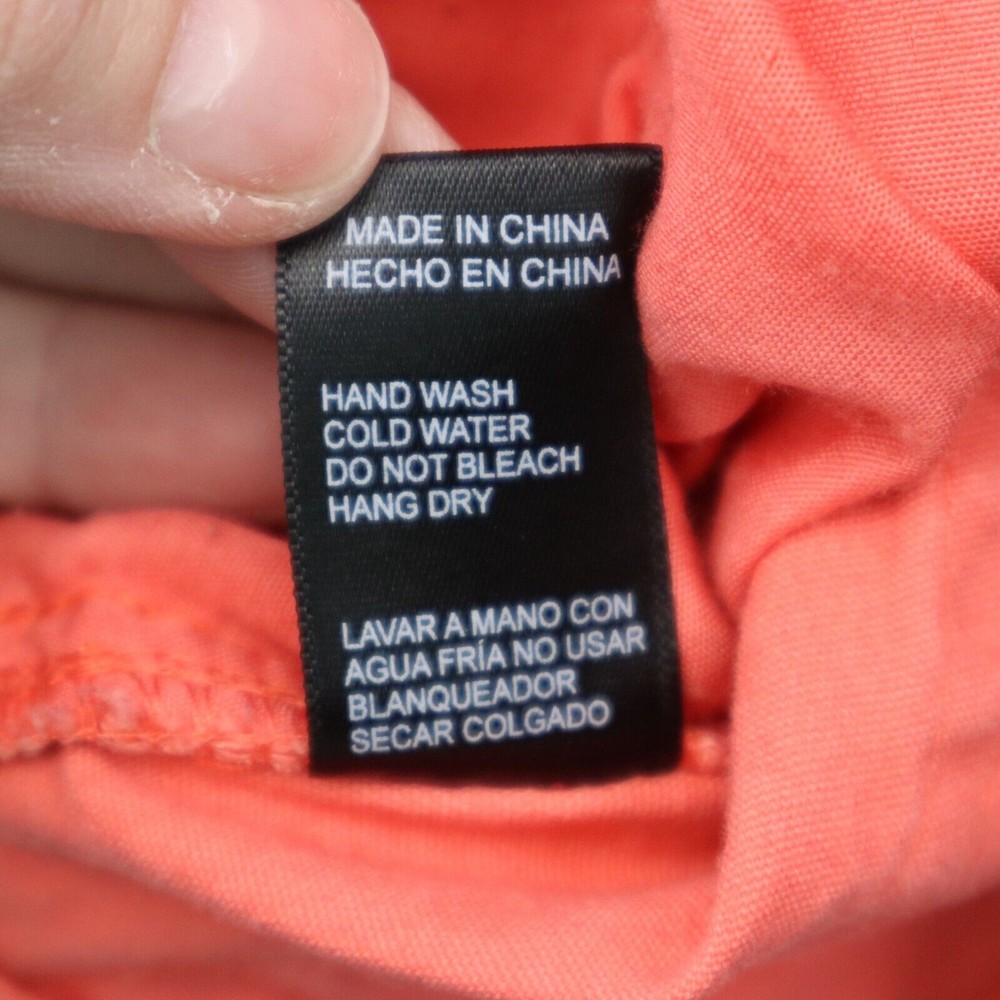 MADE IN CHINA
HECHO EN CHINA
HAND WASH
COLD WATER
DO NOT BLEACH
HANG DRY
LAVAR A MANO CON
AGUA FRÍA NO USAR
BLANQUEADOR
SECAR COLGADO